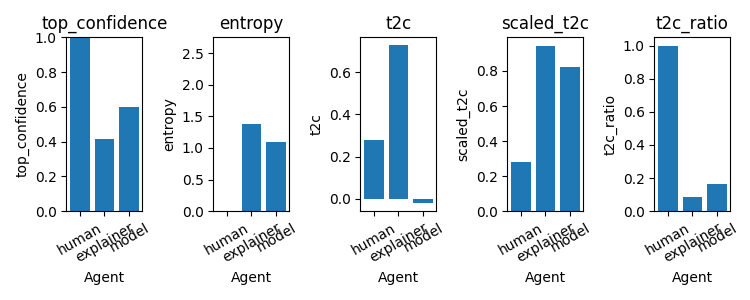 top_confidence
entropy
t2c
scaled_t2c
t2c_ratio
top_confidence
1.0
0.8
0.6
0.4
0.2
0.0
human
explainer
model
Agent
entropy
2.5
2.0
1.5
1.0
0.5
0.0
human
explainer
model
Agent
t2c
0.6
0.4
0.2
0.0
human
explainer
model
Agent
scaled_t2c
0.8
0.6
0.4
0.2
0.0
human
explainer
model
Agent
t2c_ratio
1.0
0.8
0.6
0.4
0.2
0.0
human
explainer
model
Agent